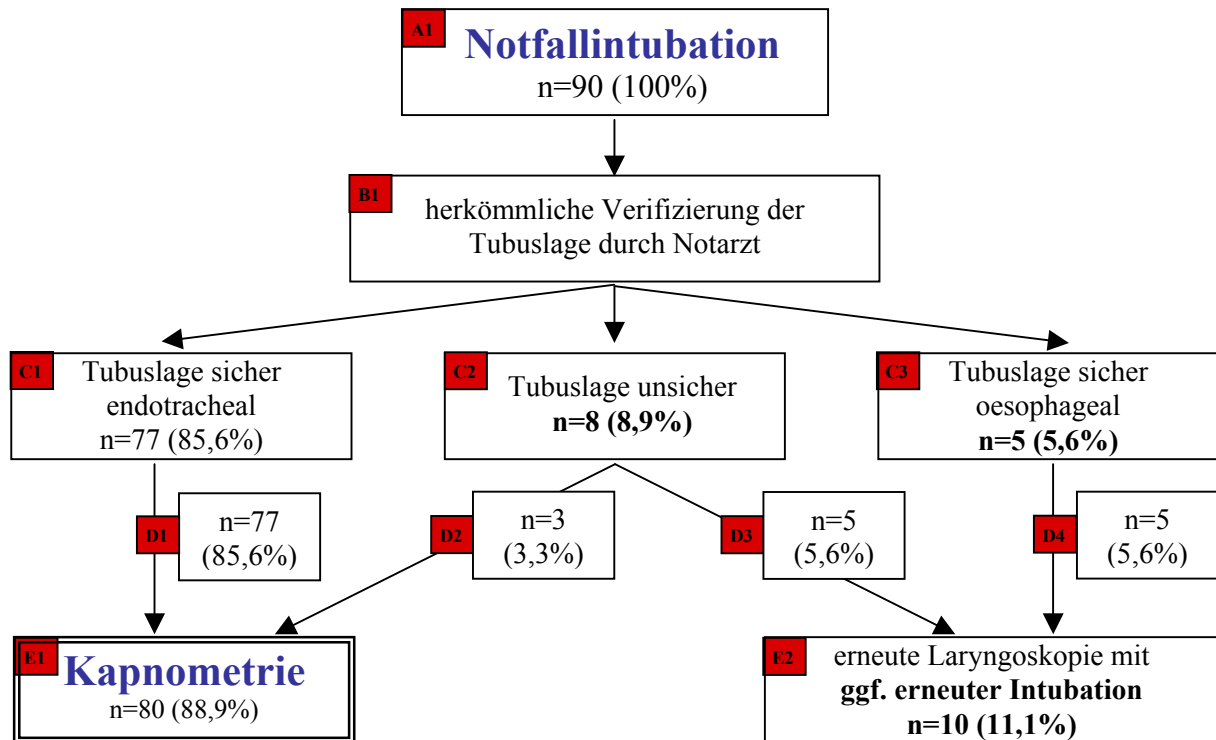 A1
Notfallintubation
n=90 (100%)
B1
herkömmliche Verifizierung der
Tubuslage durch Notarzt
C1
Tubuslage sicher
endotracheal
n=77 (85,6%)
C2
Tubuslage unsicher
n=8 (8,9%)
C3
Tubuslage sicher
oesophageal
n=5 (5,6%)
D1
n=77
(85,6%)
D2
n=3
(3,3%)
D3
n=5
(5,6%)
D4
n=5
(5,6%)
E1
Kapnometrie
n=80 (88,9%)
E2
erneute Laryngoskopie mit
ggf. erneuter Intubation
n=10 (11,1%)